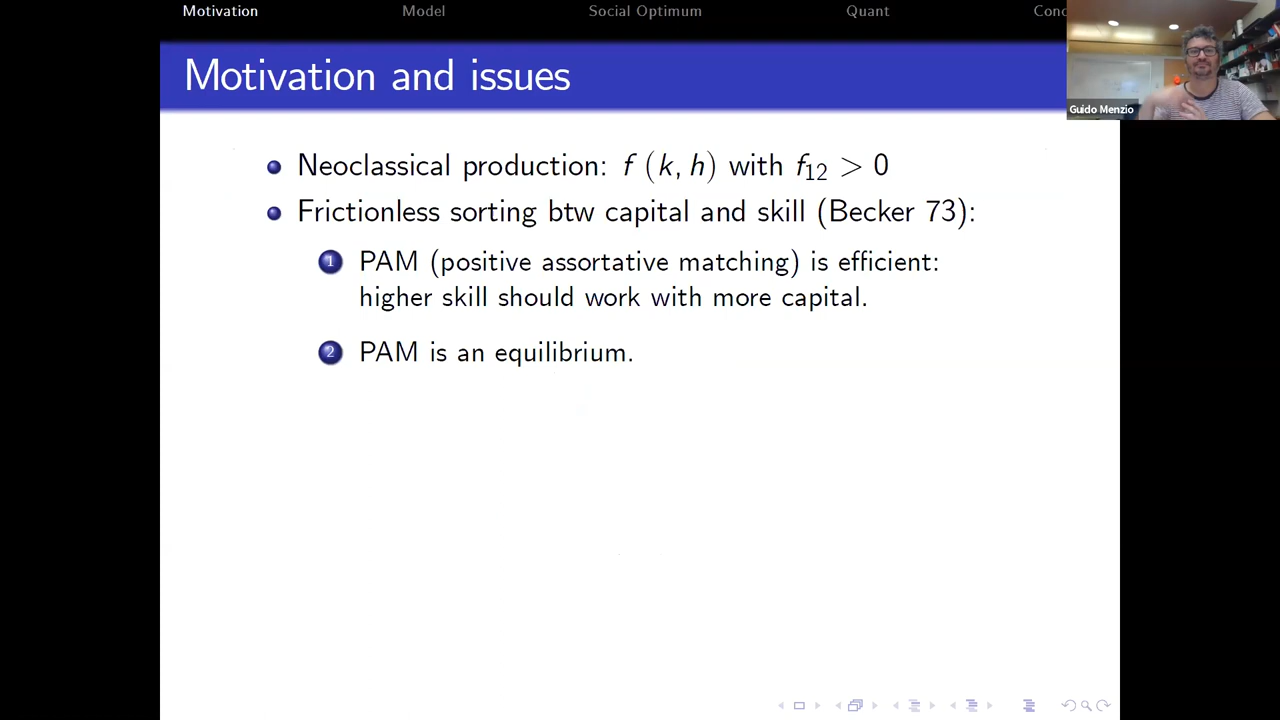 Motivation Model Social Optimum Quant Conc
Motivation and issues
Guido Menzio
Neoclassical production: f (k, h) with f₁₂ > 0
Frictionless sorting btw capital and skill (Becker 73):
1 PAM (positive assortative matching) is efficient:
higher skill should work with more capital.
2 PAM is an equilibrium.